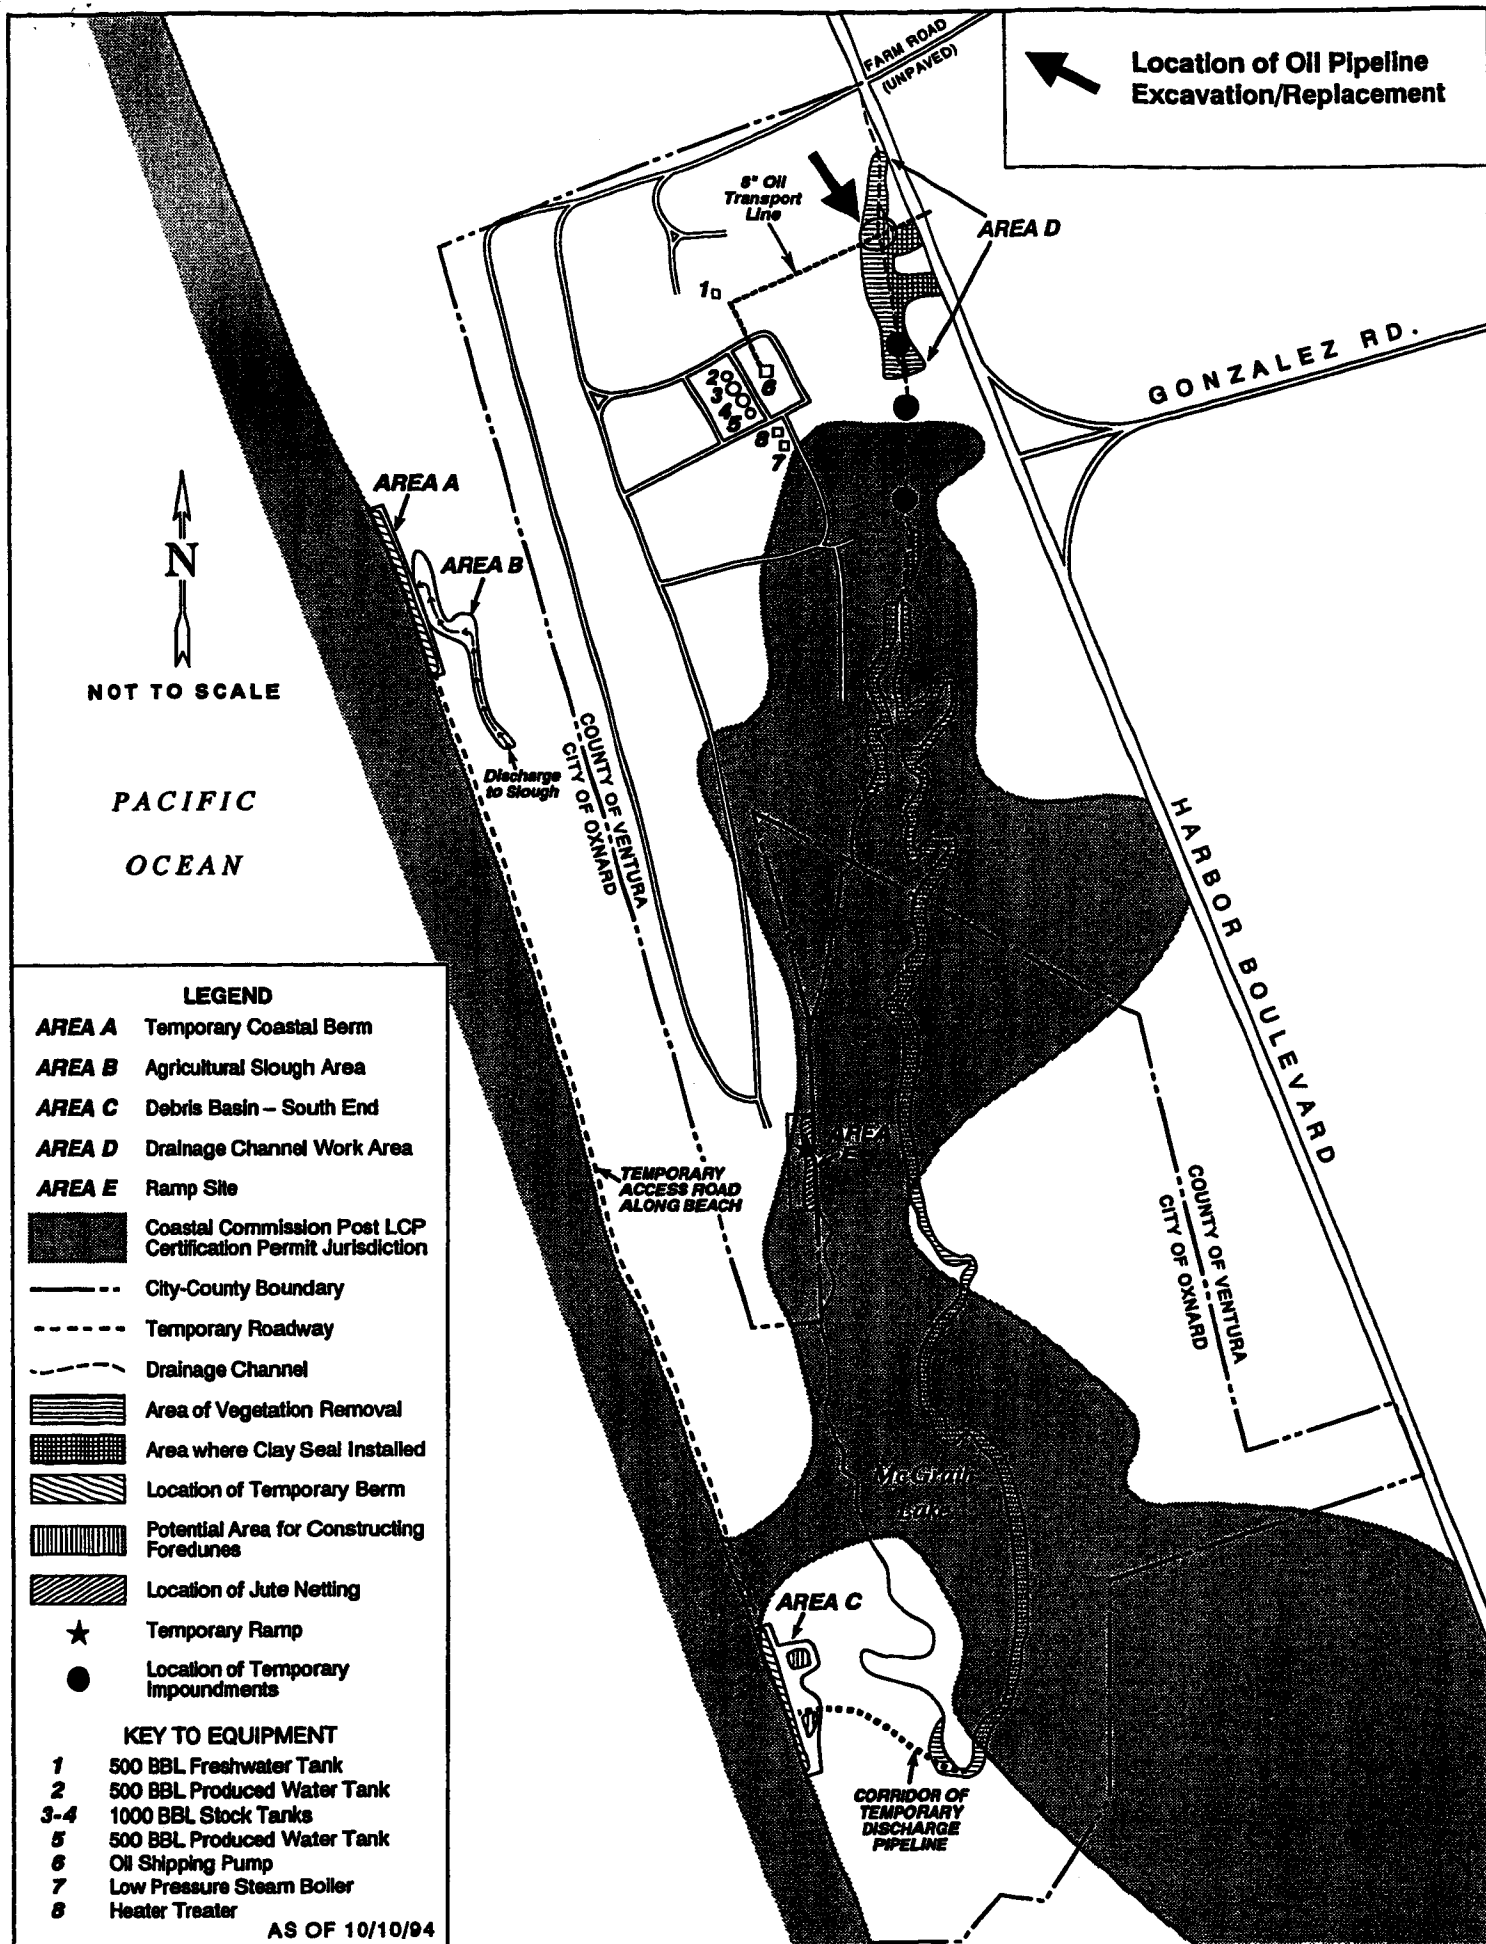 Location of Oil Pipeline
Excavation/Replacement
FARM ROAD
(UNPAVED)
6" Oil
Transport
Line
AREA D
1
2
3
4
5
6
8
7
GONZALEZ RD.
AREA A
AREA B
N
NOT TO SCALE
Discharge
to Slough
COUNTY OF VENTURA
CITY OF OXNARD
PACIFIC
OCEAN
HARBOR BOULEVARD
AREA
E
TEMPORARY
ACCESS ROAD
ALONG BEACH
COUNTY OF VENTURA
CITY OF OXNARD
McGrath
Lake
AREA C
CORRIDOR OF
TEMPORARY
DISCHARGE
PIPELINE
LEGEND
AREA A Temporary Coastal Berm
AREA B Agricultural Slough Area
AREA C Debris Basin – South End
AREA D Drainage Channel Work Area
AREA E Ramp Site
Coastal Commission Post LCP
Certification Permit Jurisdiction
City-County Boundary
Temporary Roadway
Drainage Channel
Area of Vegetation Removal
Area where Clay Seal Installed
Location of Temporary Berm
Potential Area for Constructing
Foredunes
Location of Jute Netting
Temporary Ramp
Location of Temporary
Impoundments
KEY TO EQUIPMENT
1 500 BBL Freshwater Tank
2 500 BBL Produced Water Tank
3-4 1000 BBL Stock Tanks
5 500 BBL Produced Water Tank
6 Oil Shipping Pump
7 Low Pressure Steam Boiler
8 Heater Treater
AS OF 10/10/94